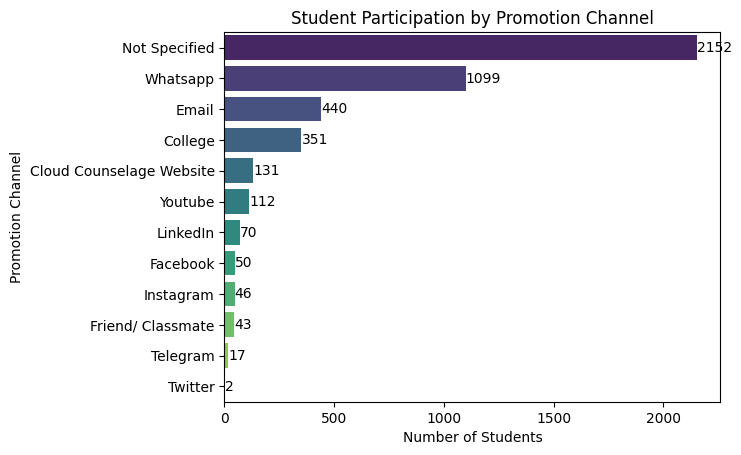 Student Participation by Promotion Channel
Promotion Channel
Not Specified 2152
Whatsapp 1099
Email 440
College 351
Cloud Counselage Website 131
Youtube 112
LinkedIn 70
Facebook 50
Instagram 46
Friend/ Classmate 43
Telegram 17
Twitter 2
0 500 1000 1500 2000
Number of Students